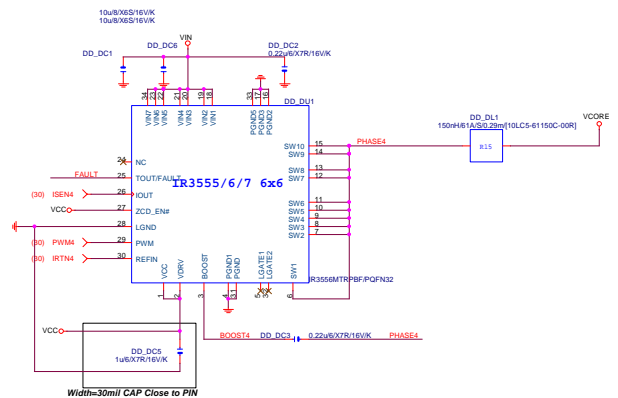 10u/8/X6S/16V/K
10u/8/X6S/16V/K
VIN
DD_DC1
DD_DC6
DD_DC2
0.22u/6/X7R/16V/K
34
23
22
21
20
19
18
33
17
16
DD_DU1
VIN7
VIN6
VIN5
VIN4
VIN3
VIN2
VIN1
PGND5
PGND3
PGND2
DD_DL1
150nH/61A/S/0.29m/[10LC5-61150C-00R]
VCORE
R15
PHASE4
SW10 15
SW9 14
SW8 13
SW7 12
SW6 11
SW5 10
SW4 9
SW3 8
SW2 7
24 NC
FAULT 25 TOUT/FAULT
(30) ISEN4 26 IOUT
VCC 27 ZCD_EN#
28 LGND
(30) PWM4 29 PWM
(30) IRTN4 30 REFIN
IR3555/6/7 6x6
VCC
VDRV
BOOST
PGND1
PGND
LGATE1
LGATE2
SW1
IR3556MTRPBF/PQFN32
1
2
3
4
31
5
32
6
VCC
BOOST4
DD_DC3
0.22u/6/X7R/16V/K
PHASE4
DD_DC5
1u/6/X7R/16V/K
Width=30mil CAP Close to PIN